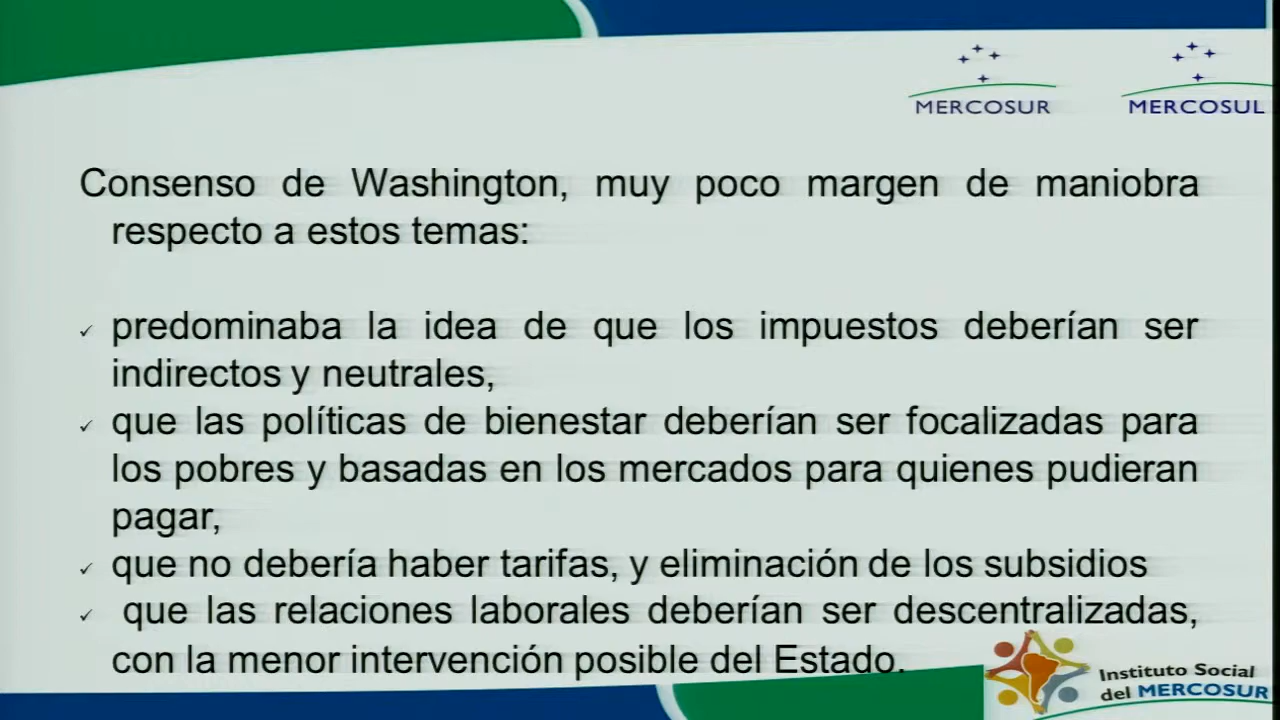 MERCOSUR MERCOSUL
Consenso de Washington, muy poco margen de maniobra
respecto a estos temas:
✓ predominaba la idea de que los impuestos deberían ser
indirectos y neutrales,
✓ que las políticas de bienestar deberían ser focalizadas para
los pobres y basadas en los mercados para quienes pudieran
pagar,
✓ que no debería haber tarifas, y eliminación de los subsidios
✓ que las relaciones laborales deberían ser descentralizadas,
con la menor intervención posible del Estado.
Instituto Social
del MERCOSUR